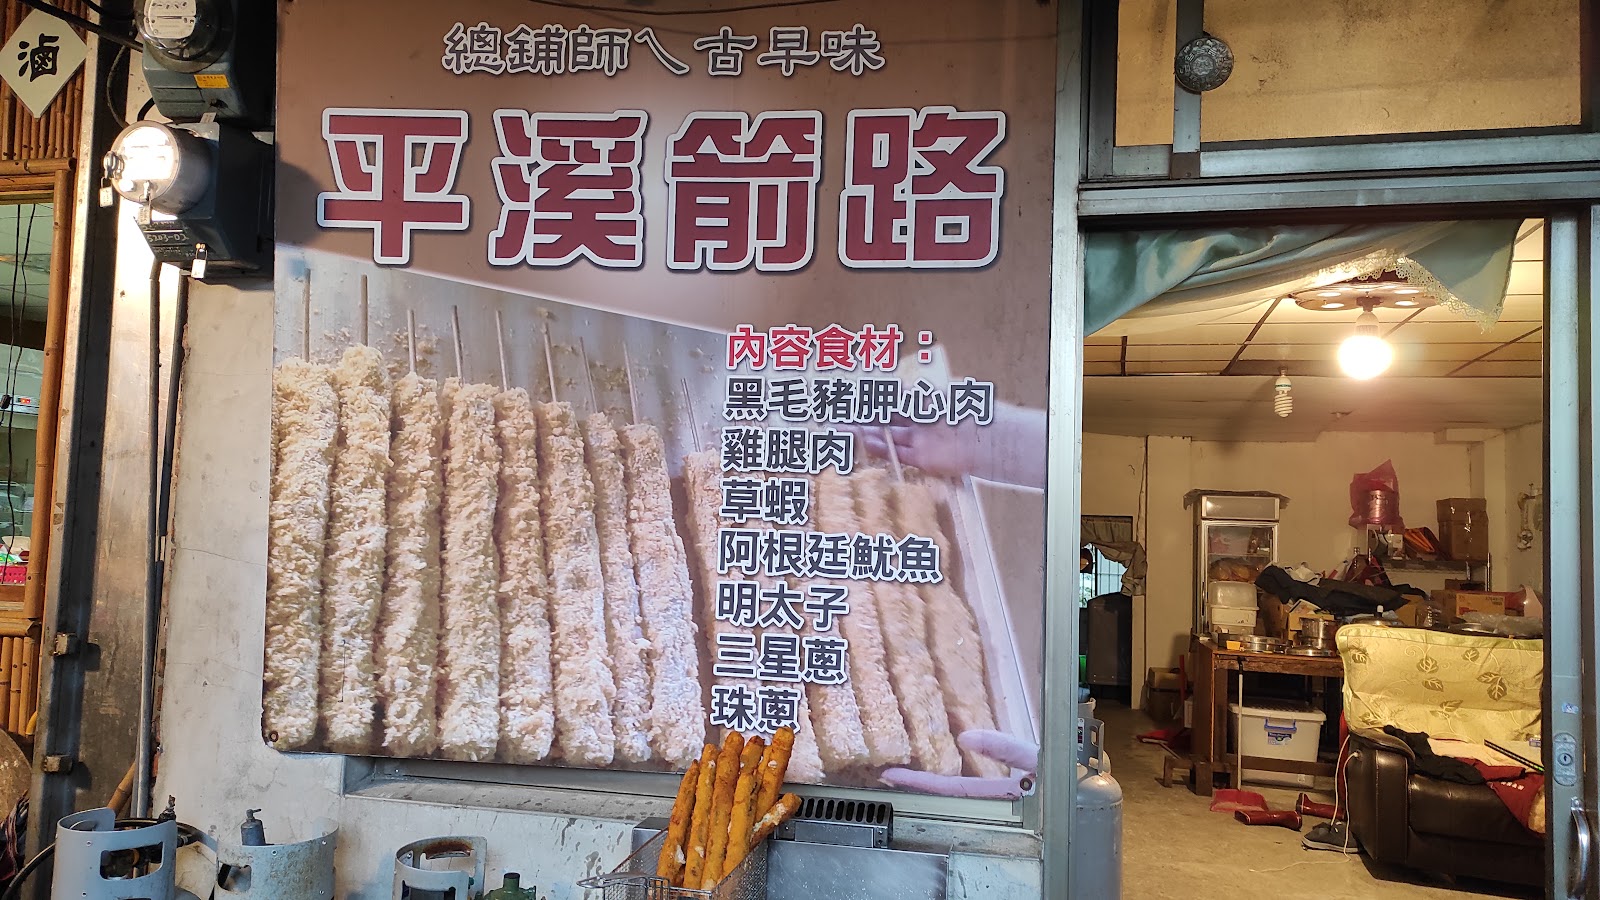 滷
總鋪師ㄟ古早味
平溪箭路
內容食材：
黑毛豬胛心肉
雞腿肉
草蝦
阿根廷魷魚
明太子
三星蔥
珠蔥